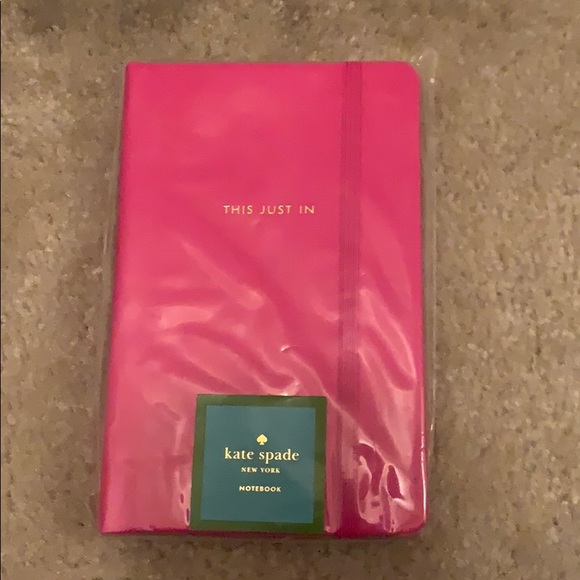 THIS JUST IN
kate spade
NEW YORK
NOTEBOOK